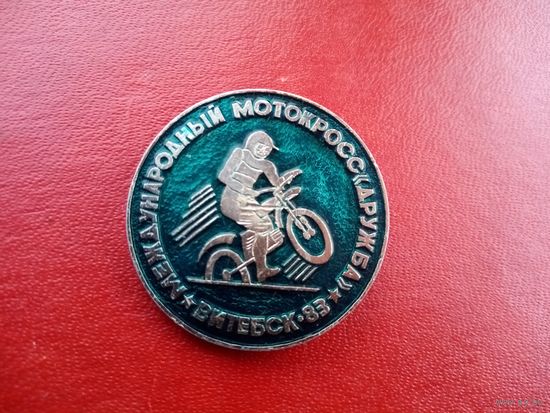 МЕЖДУНАРОДНЫЙ МОТОКРОСС «ДРУЖБА»
ВИТЕБСК·83